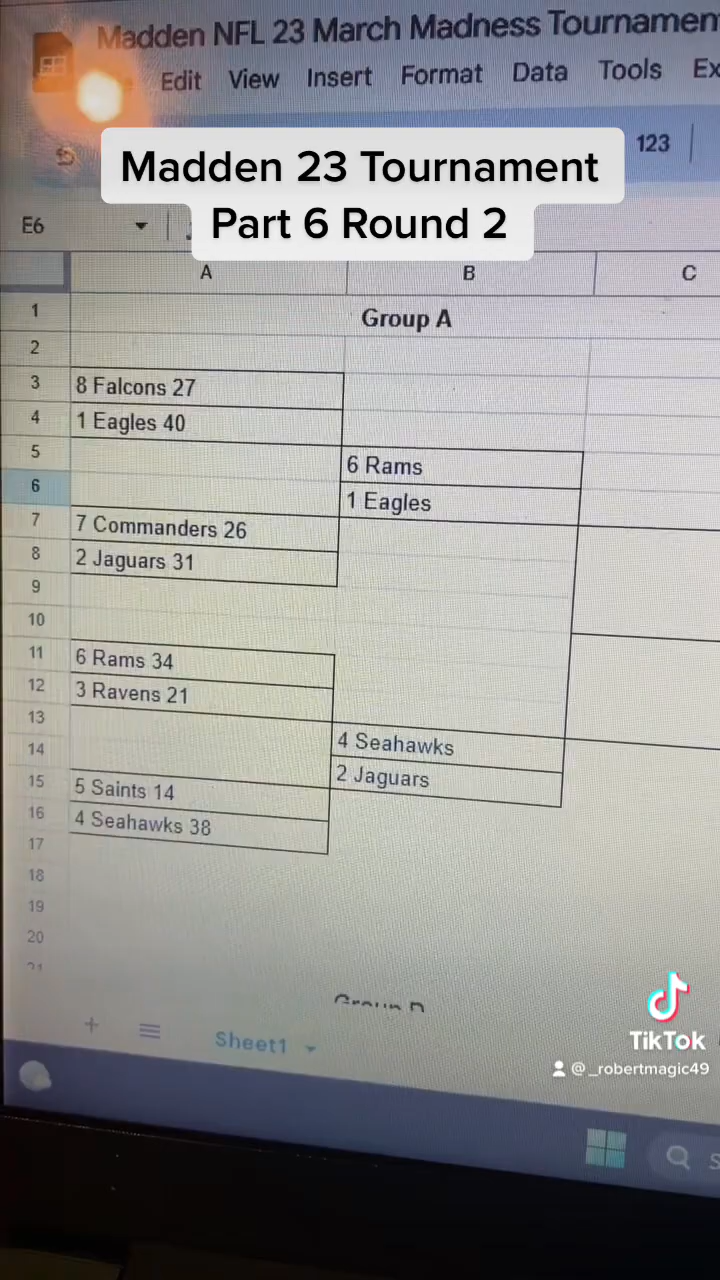 Madden NFL 23 March Madness Tournamen
Edit View Insert Format Data Tools Ex
123
Madden 23 Tournament
Part 6 Round 2
E6
A B C
1 Group A
2
3 8 Falcons 27
4 1 Eagles 40
5 6 Rams
6 1 Eagles
7 7 Commanders 26
8 2 Jaguars 31
9
10
11 6 Rams 34
12 3 Ravens 21
13 4 Seahawks
14 2 Jaguars
15 5 Saints 14
16 4 Seahawks 38
17
18
19
20
Sheet1
TikTok
@_robertmagic49